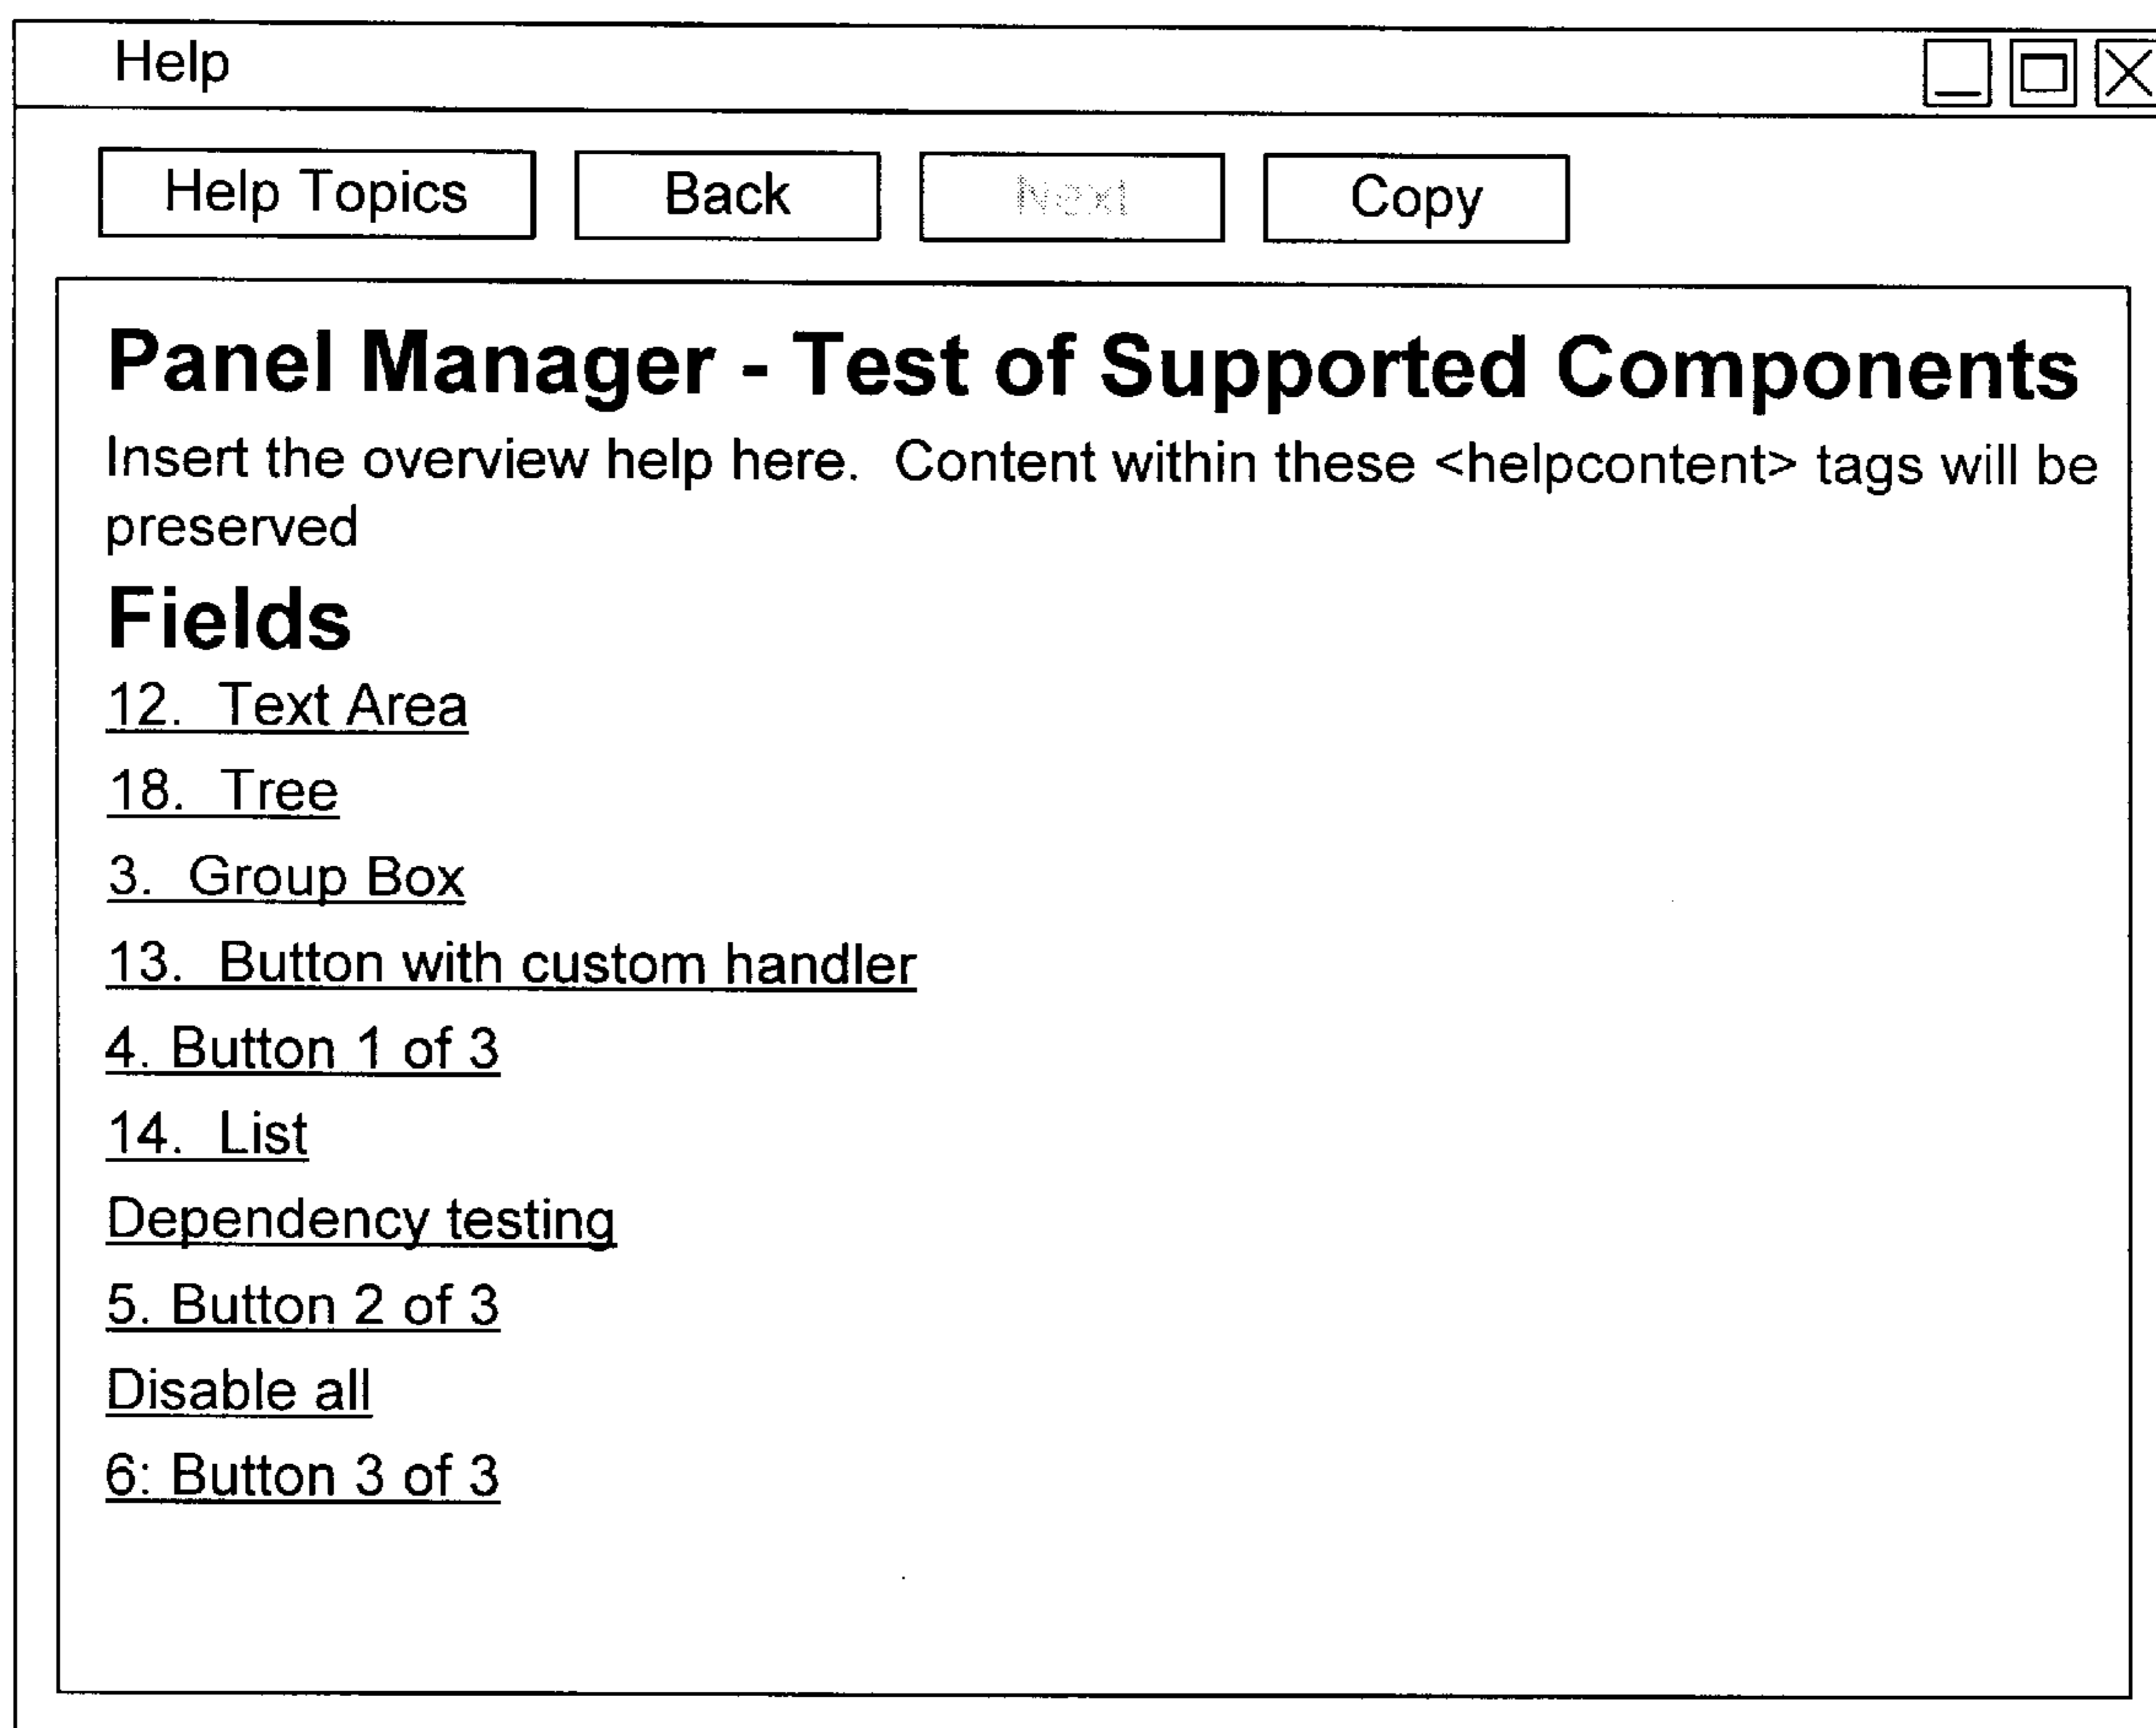 Help
Help Topics Back Next Copy
Panel Manager - Test of Supported Components
Insert the overview help here. Content within these <helpcontent> tags will be
preserved
Fields
12. Text Area
18. Tree
3. Group Box
13. Button with custom handler
4. Button 1 of 3
14. List
Dependency testing
5. Button 2 of 3
Disable all
6: Button 3 of 3